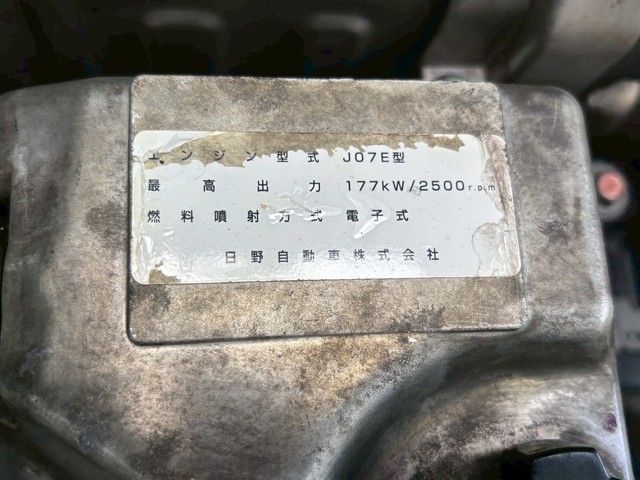 エンジン型式 J07E型
最高出力 177kW/2500r.p.m
燃料噴射方式 電子式
日野自動車株式会社